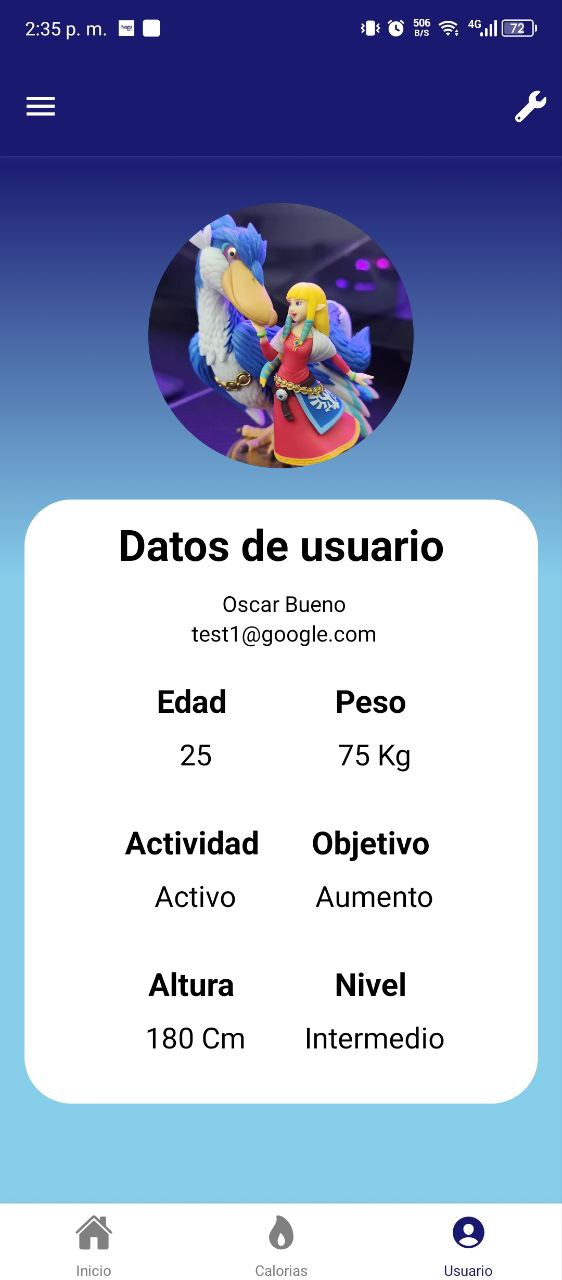 2:35 p. m. 506 B/S 4G 72
Datos de usuario
Oscar Bueno
test1@google.com
Edad Peso
25 75 Kg
Actividad Objetivo
Activo Aumento
Altura Nivel
180 Cm Intermedio
Inicio Calorias Usuario